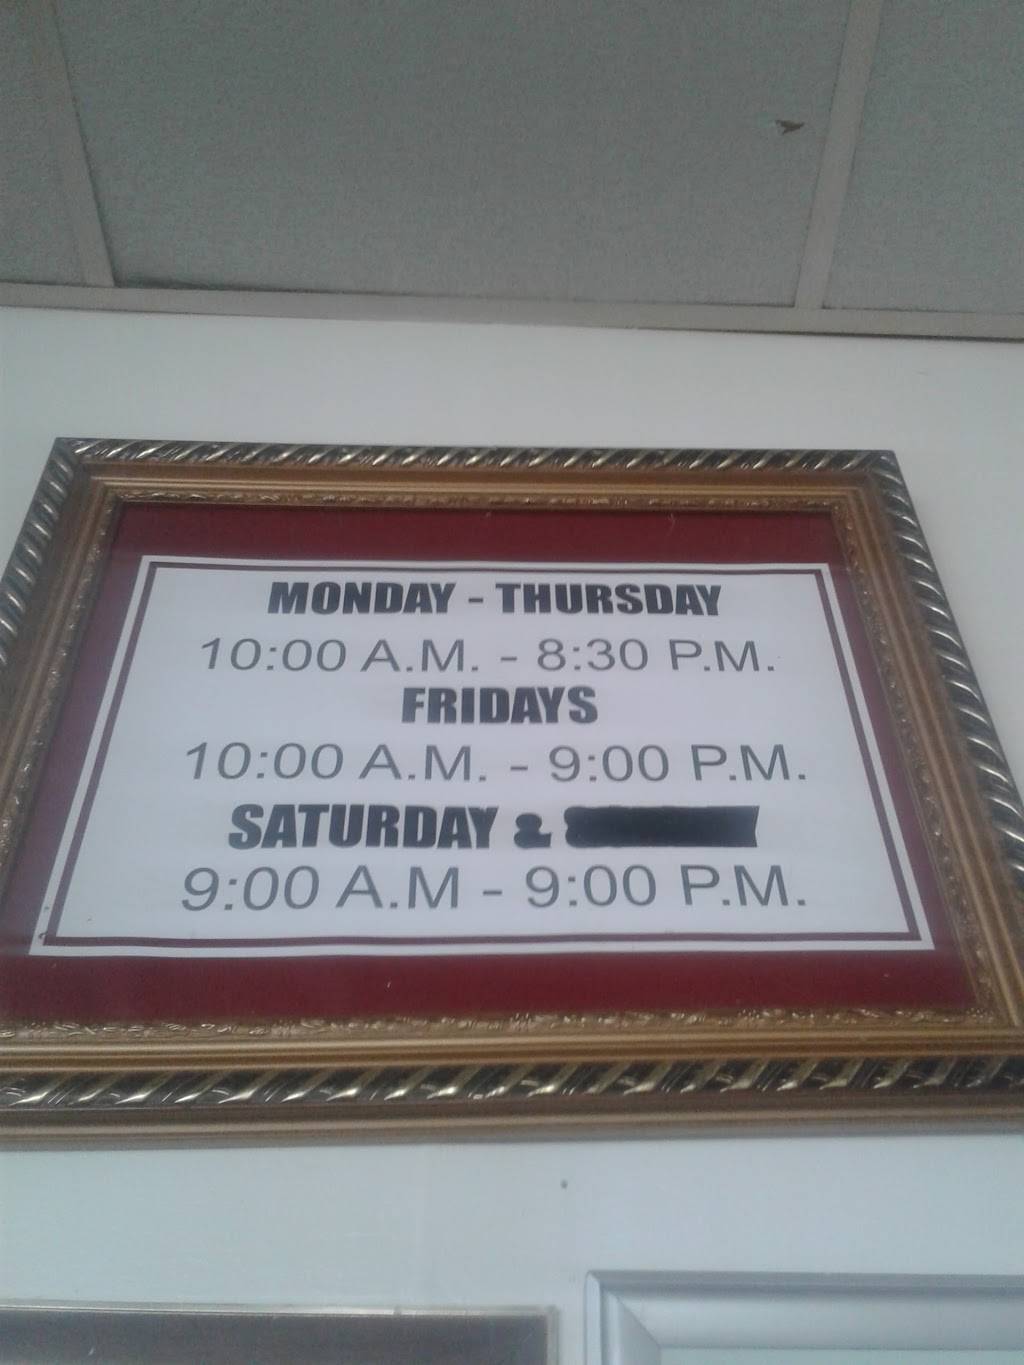 MONDAY - THURSDAY
10:00 A.M. - 8:30 P.M.
FRIDAYS
10:00 A.M. - 9:00 P.M.
SATURDAY &
9:00 A.M - 9:00 P.M.